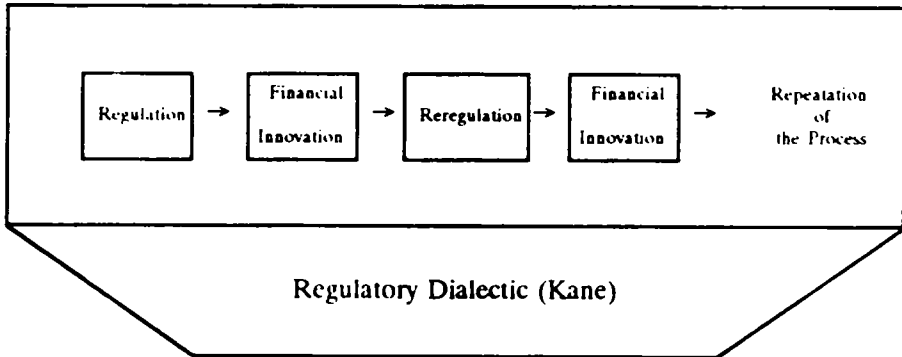 Regulation →
Financial
Innovation
→
Reregulation
→
Financial
Innovation
→
Repeatation
of
the Process
Regulatory Dialectic (Kane)